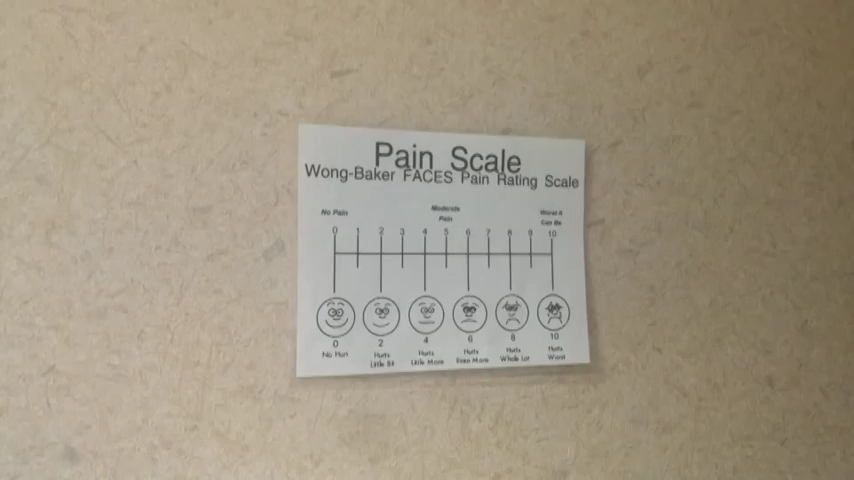 Pain Scale
Wong-Baker FACES Pain Rating Scale
No Pain
Moderate
Pain
Worst It
Can Be
0 1 2 3 4 5 6 7 8 9 10
0 2 4 6 8 10
No Hurt
Hurts
Little Bit
Hurts
Little More
Hurts
Even More
Hurts
Whole Lot
Hurts
Worst